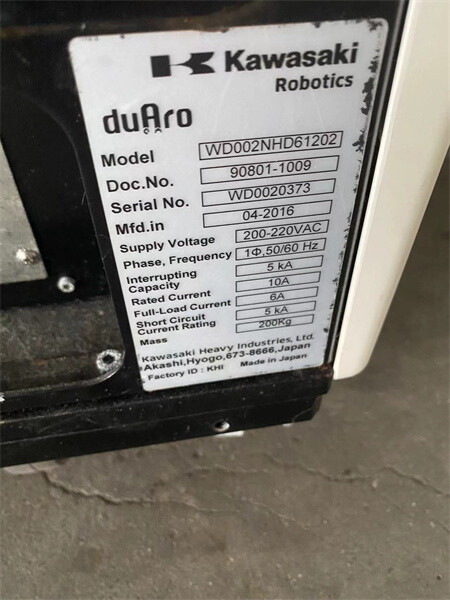 Kawasaki
Robotics
duAro
Model WD002NHD61202
Doc.No. 90801-1009
Serial No. WD0020373
Mfd.in 04-2016
Supply Voltage 200-220VAC
Phase, Frequency 1Φ,50/60 Hz
Interrupting Capacity 5 kA
Rated Current 10A
Full-Load Current 6A
Short Circuit Current Rating 5 kA
Mass 200Kg
Kawasaki Heavy Industries, Ltd.
Akashi,Hyogo,673-8666,Japan
Factory ID : KHI Made in Japan